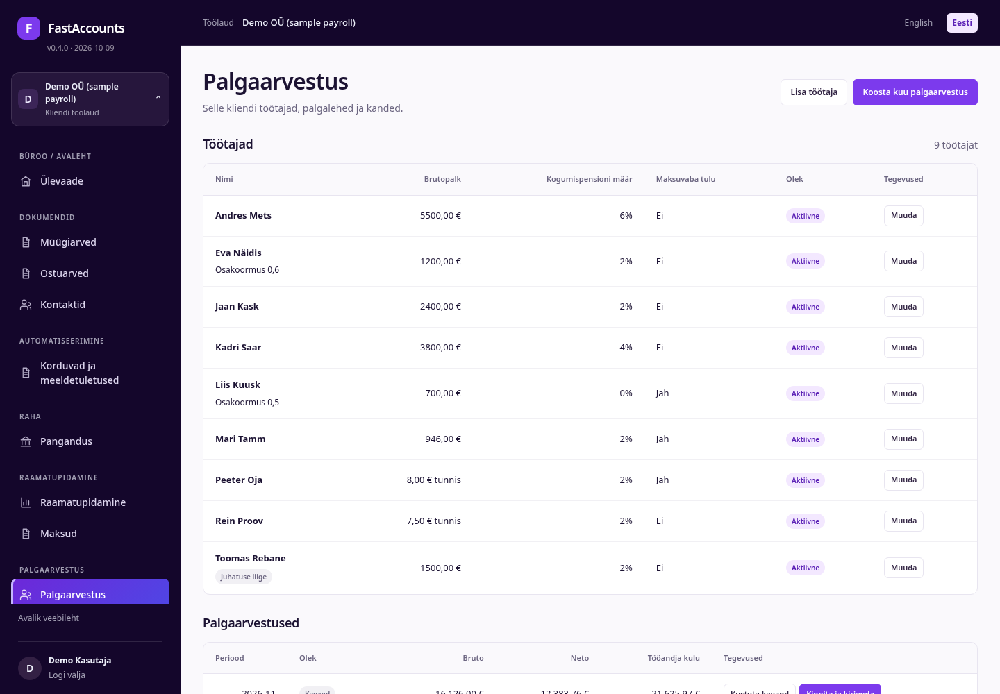 F FastAccounts
v0.4.0 · 2026-10-09
D
Demo OÜ (sample
payroll)
Kliendi töölaud
BÜROO / AVALEHT
Ülevaade
DOKUMENDID
Müügiarved
Ostuarved
Kontaktid
AUTOMATISEERIMINE
Korduvad ja
meeldetuletused
RAHA
Pangandus
RAAMATUPIDAMINE
Raamatupidamine
Maksud
PALGAARVESTUS
Palgaarvestus
Avalik veebileht
D
Demo Kasutaja
Logi välja
Töölaud Demo OÜ (sample payroll) English Eesti
Palgaarvestus
Selle kliendi töötajad, palgalehed ja kanded.
Lisa töötaja Koosta kuu palgaarvestus
Töötajad 9 töötajat
Nimi Brutopalk Kogumispensioni määr Maksuvaba tulu Olek Tegevused
Andres Mets 5500,00 € 6% Ei Aktiivne Muuda
Eva Näidis 1200,00 € 2% Ei Aktiivne Muuda
Osakoormus 0,6
Jaan Kask 2400,00 € 2% Ei Aktiivne Muuda
Kadri Saar 3800,00 € 4% Ei Aktiivne Muuda
Liis Kuusk 700,00 € 0% Jah Aktiivne Muuda
Osakoormus 0,5
Mari Tamm 946,00 € 2% Jah Aktiivne Muuda
Peeter Oja 8,00 € tunnis 2% Jah Aktiivne Muuda
Rein Proov 7,50 € tunnis 2% Ei Aktiivne Muuda
Toomas Rebane 1500,00 € 2% Ei Aktiivne Muuda
Juhatuse liige
Palgaarvestused
Periood Olek Bruto Neto Tööandja kulu Tegevused
2026-11 Kavand 16 126,00 € 12 383,76 € 21 625,97 € Kustuta kavand Kinnita ja kirjenda